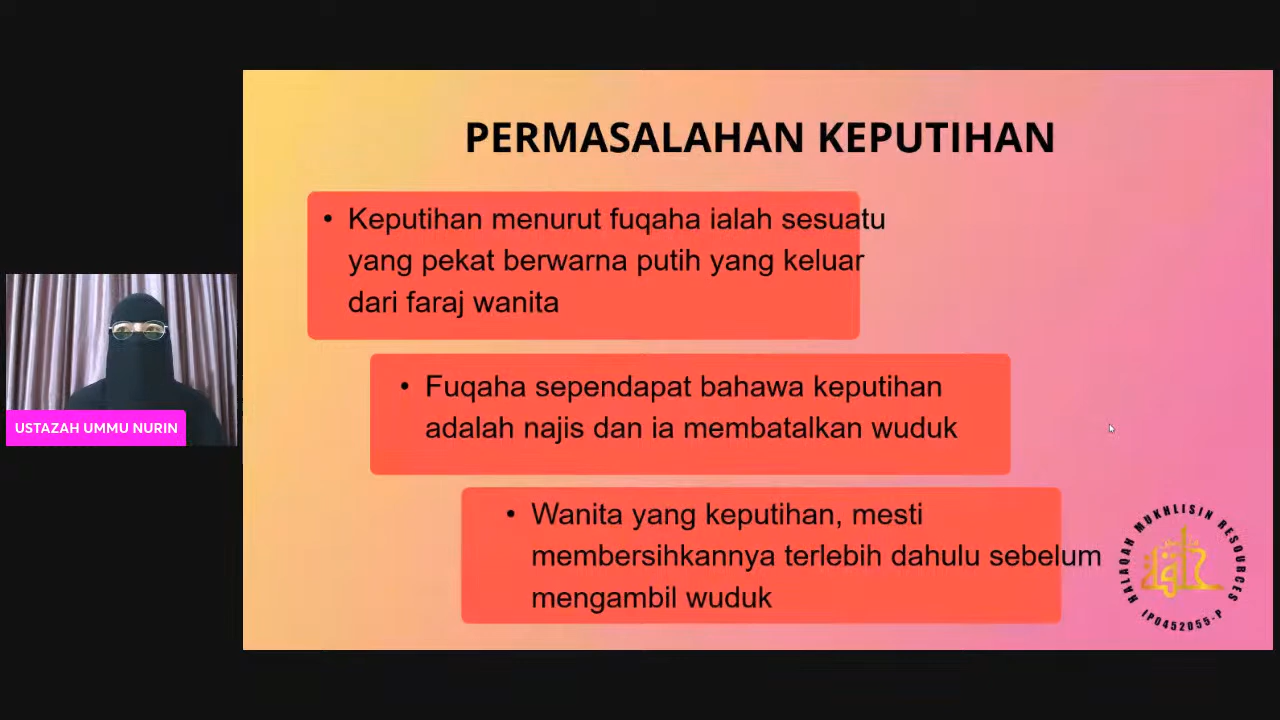 PERMASALAHAN KEPUTIHAN
• Keputihan menurut fuqaha ialah sesuatu
yang pekat berwarna putih yang keluar
dari faraj wanita
• Fuqaha sependapat bahawa keputihan
adalah najis dan ia membatalkan wuduk
• Wanita yang keputihan, mesti
membersihkannya terlebih dahulu sebelum
mengambil wuduk
USTAZAH UMMU NURIN
HALAQAH MUKHLISIN RESOURCES
IP0452055-P